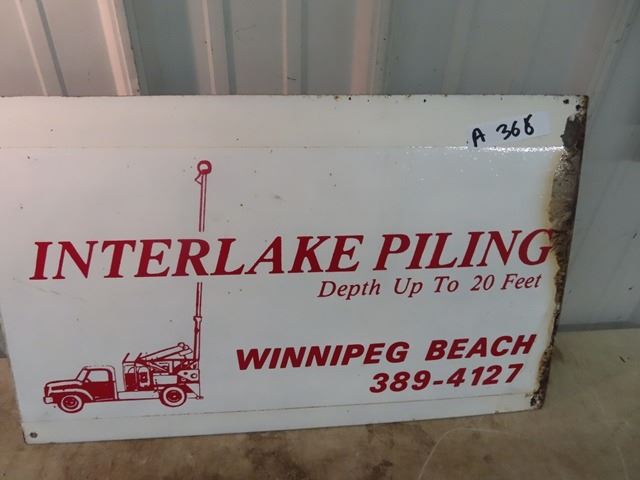 A 368
INTERLAKE PILING
Depth Up To 20 Feet
WINNIPEG BEACH
389-4127